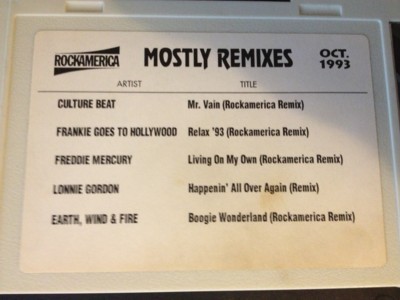 ROCKAMERICA MOSTLY REMIXES OCT. 1993
ARTIST TITLE
CULTURE BEAT Mr. Vain (Rockamerica Remix)
FRANKIE GOES TO HOLLYWOOD Relax '93 (Rockamerica Remix)
FREDDIE MERCURY Living On My Own (Rockamerica Remix)
LONNIE GORDON Happenin' All Over Again (Remix)
EARTH, WIND & FIRE Boogie Wonderland (Rockamerica Remix)